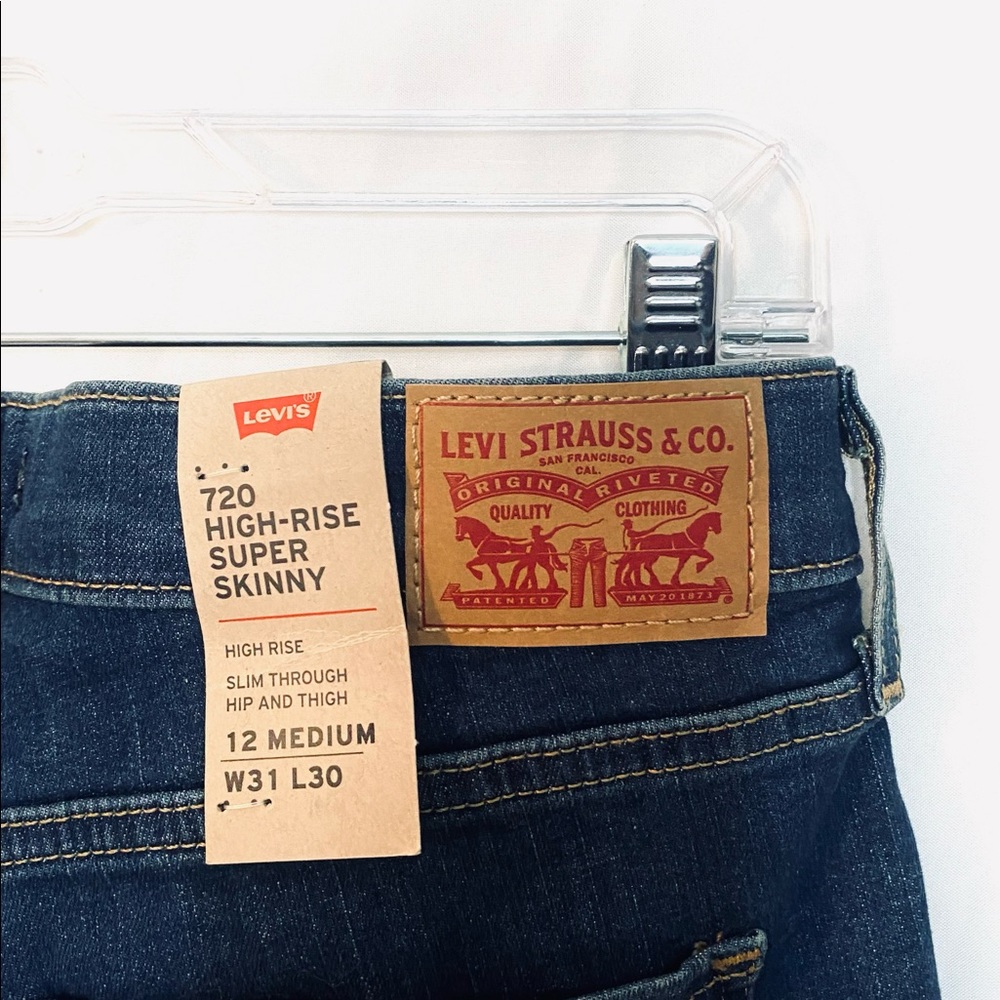 LEVI'S®
720
HIGH-RISE
SUPER
SKINNY
HIGH RISE
SLIM THROUGH
HIP AND THIGH
12 MEDIUM
W31 L30
LEVI STRAUSS & CO.
SAN FRANCISCO
CAL.
ORIGINAL RIVETED
QUALITY CLOTHING
PATENTED MAY 20 1873